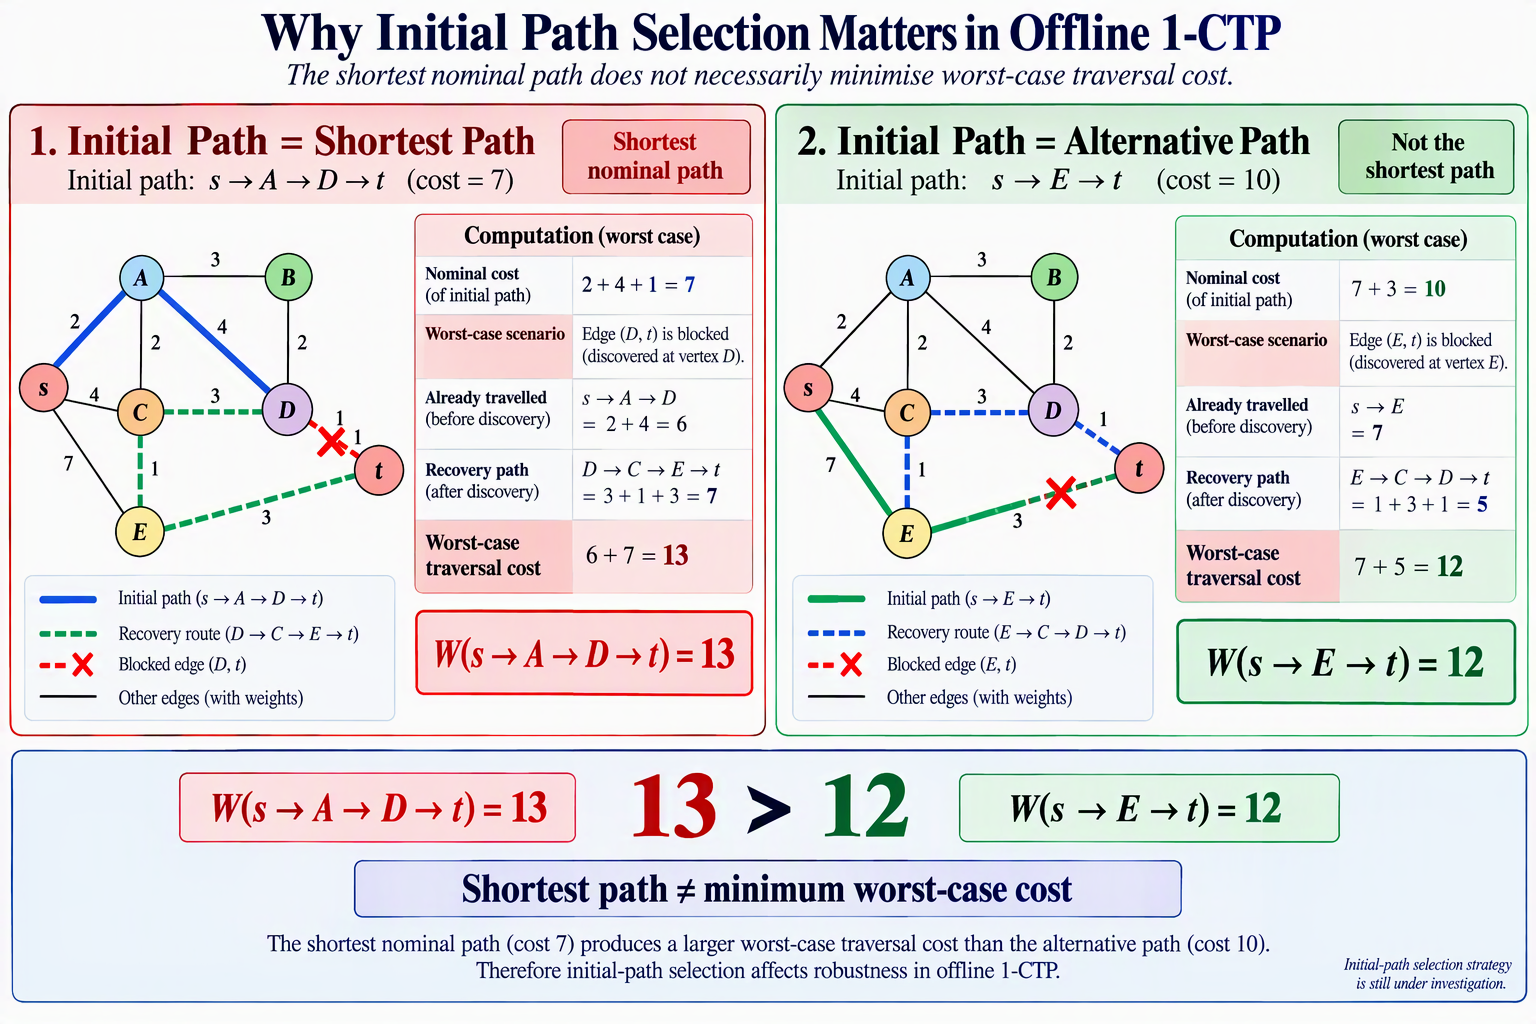 Why Initial Path Selection Matters in Offline 1-CTP
The shortest nominal path does not necessarily minimise worst-case traversal cost.
1. Initial Path = Shortest Path
Initial path: s → A → D → t (cost = 7)
Shortest
nominal path
A
B
s
C
D
t
E
3
2
4
2
2
4
3
1
1
7
1
3
Computation (worst case)
Nominal cost
(of initial path)
2 + 4 + 1 = 7
Worst-case scenario
Edge (D, t) is blocked
(discovered at vertex D).
Already travelled
(before discovery)
s → A → D
= 2 + 4 = 6
Recovery path
(after discovery)
D → C → E → t
= 3 + 1 + 3 = 7
Worst-case
traversal cost
6 + 7 = 13
Initial path (s → A → D → t)
Recovery route (D → C → E → t)
Blocked edge (D, t)
Other edges (with weights)
W(s → A → D → t) = 13
2. Initial Path = Alternative Path
Initial path: s → E → t (cost = 10)
Not the
shortest path
A
B
s
C
D
t
E
3
2
4
2
2
4
3
1
7
1
3
Computation (worst case)
Nominal cost
(of initial path)
7 + 3 = 10
Worst-case scenario
Edge (E, t) is blocked
(discovered at vertex E).
Already travelled
(before discovery)
s → E
= 7
Recovery path
(after discovery)
E → C → D → t
= 1 + 3 + 1 = 5
Worst-case
traversal cost
7 + 5 = 12
Initial path (s → E → t)
Recovery route (E → C → D → t)
Blocked edge (E, t)
Other edges (with weights)
W(s → E → t) = 12
W(s → A → D → t) = 13
13 > 12
W(s → E → t) = 12
Shortest path ≠ minimum worst-case cost
The shortest nominal path (cost 7) produces a larger worst-case traversal cost than the alternative path (cost 10).
Therefore initial-path selection affects robustness in offline 1-CTP.
Initial-path selection strategy
is still under investigation.